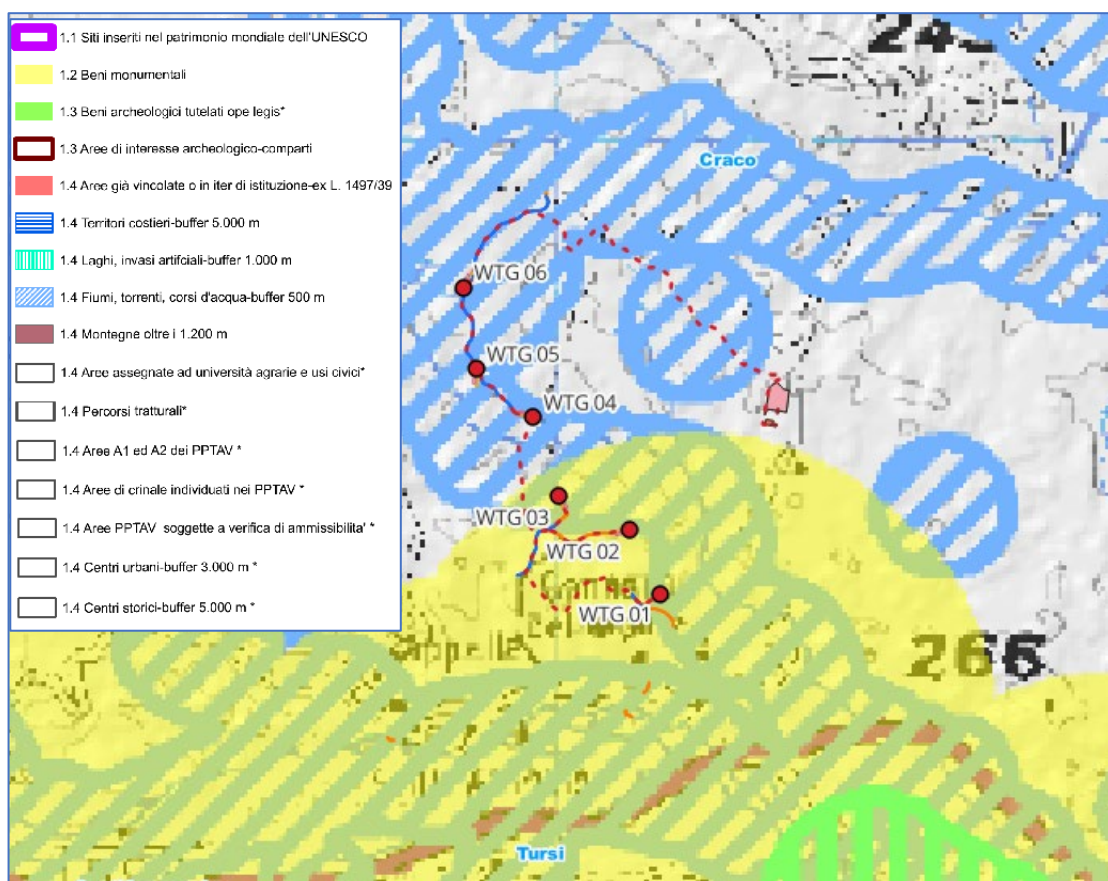 1.1 Siti inseriti nel patrimonio mondiale dell'UNESCO
1.2 Beni monumentali
1.3 Beni archeologici tutelati ope legis*
1.3 Aree di interesse archeologico-comparti
1.4 Aree già vincolate o in iter di istituzione-ex L. 1497/39
1.4 Territori costieri-buffer 5.000 m
1.4 Laghi, invasi artifciali-buffer 1.000 m
1.4 Fiumi, torrenti, corsi d'acqua-buffer 500 m
1.4 Montagne oltre i 1.200 m
1.4 Aree assegnate ad università agrarie e usi civici*
1.4 Percorsi tratturali*
1.4 Aree A1 ed A2 dei PPTAV *
1.4 Aree di crinale individuati nei PPTAV *
1.4 Aree PPTAV soggette a verifica di ammissibilita' *
1.4 Centri urbani-buffer 3.000 m *
1.4 Centri storici-buffer 5.000 m *
Craco
WTG 06
WTG 05
WTG 04
WTG 03
WTG 02
WTG 01
266
Tursi